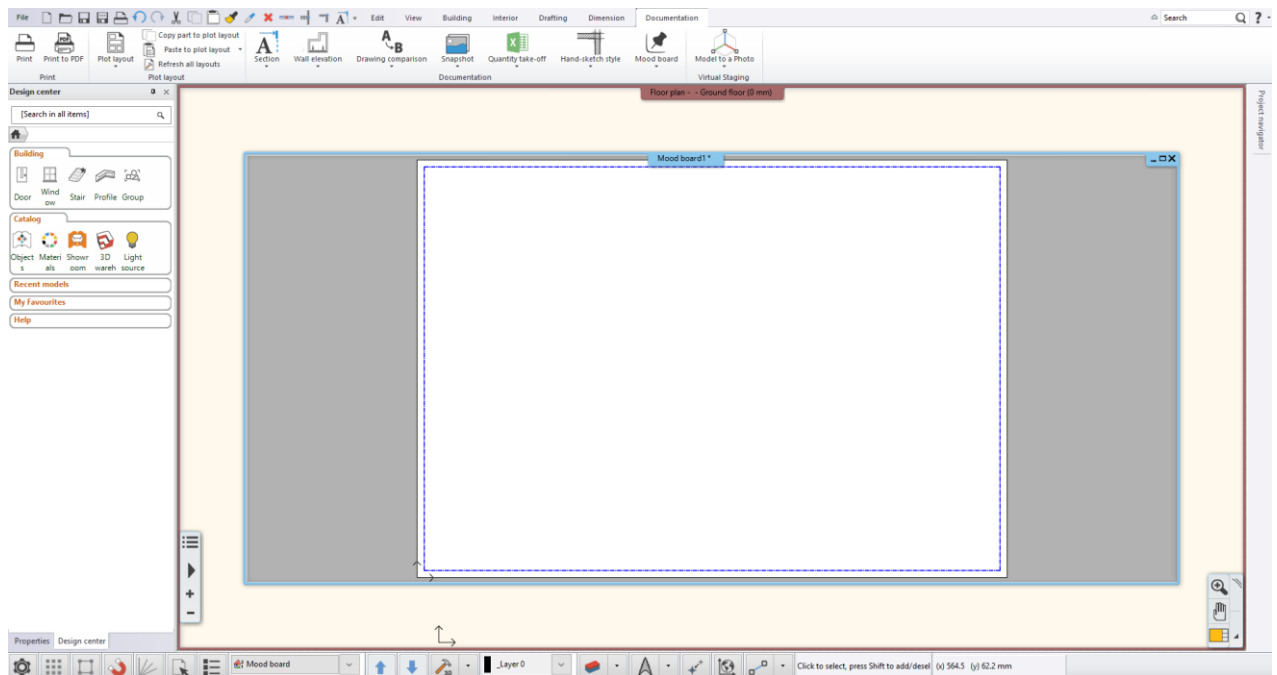 File Edit View Building Interior Drafting Dimension Documentation Search ?
Copy part to plot layout
Paste to plot layout
Refresh all layouts
Print Print to PDF Plot layout Section Wall elevation Drawing comparison Snapshot Quantity take-off Hand-sketch style Mood board Model to a Photo
Print Plot layout Documentation Virtual Staging
Design center
Floor plan - - Ground floor (0 mm)
Project navigator
[Search in all items]
Building
Mood board1 *
Door Wind Stair Profile Group
ow
Catalog
Object Materi Showr 3D Light
s als oom wareh source
Recent models
My Favourites
Help
Properties Design center
Mood board _Layer 0 Click to select, press Shift to add/desel (x) 564.5 (y) 62.2 mm